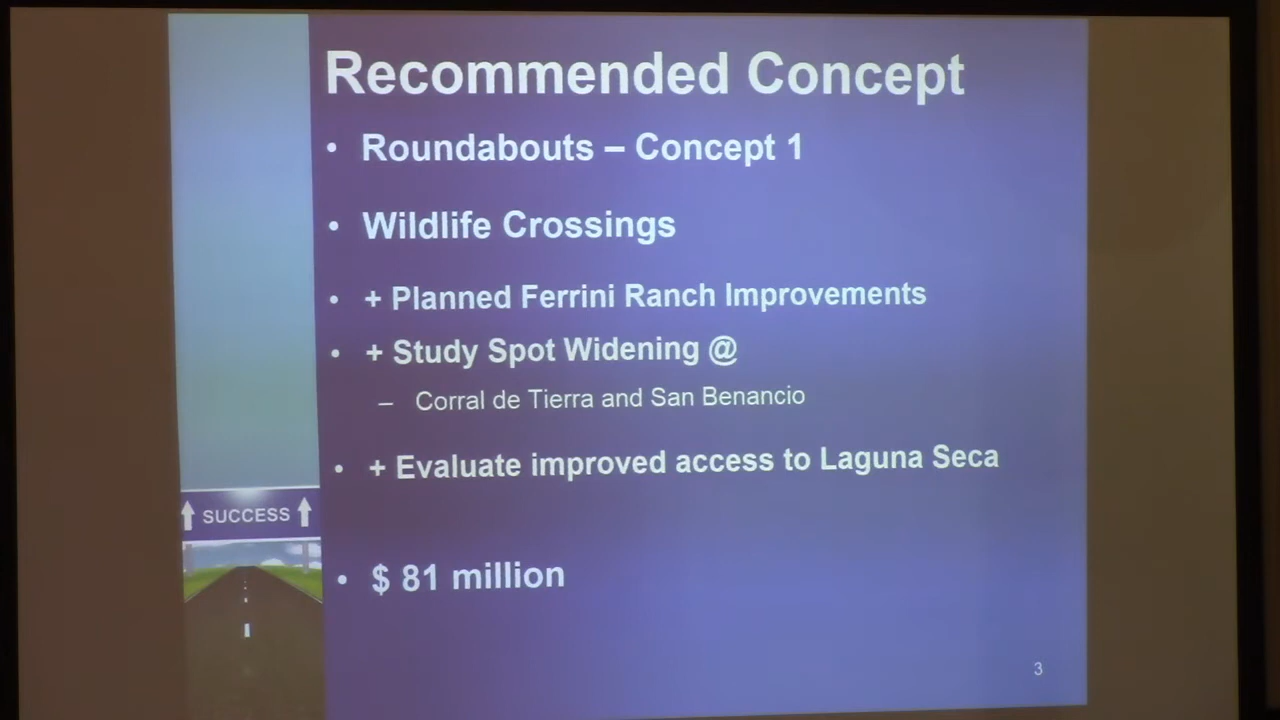 Recommended Concept
• Roundabouts – Concept 1
• Wildlife Crossings
• + Planned Ferrini Ranch Improvements
• + Study Spot Widening @
– Corral de Tierra and San Benancio
• + Evaluate improved access to Laguna Seca
SUCCESS
• $ 81 million
3